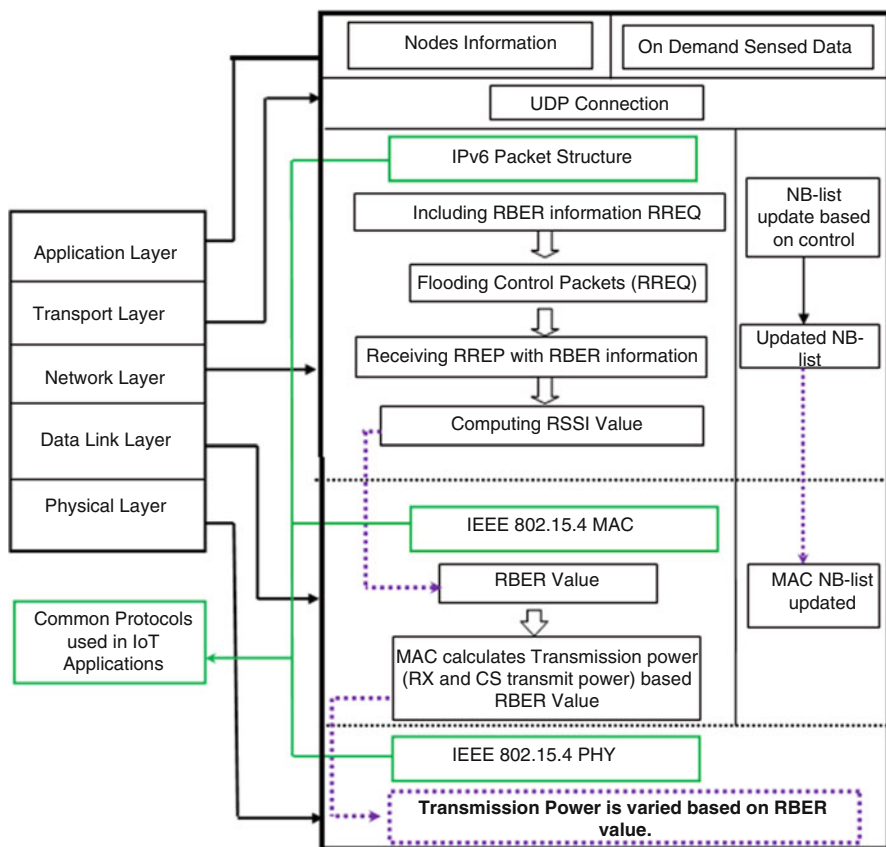 Nodes Information
On Demand Sensed Data
UDP Connection
IPv6 Packet Structure
Including RBER information RREQ
Flooding Control Packets (RREQ)
Receiving RREP with RBER information
Computing RSSI Value
NB-list
update based
on control
Updated NB-
list
Application Layer
Transport Layer
Network Layer
Data Link Layer
Physical Layer
IEEE 802.15.4 MAC
RBER Value
MAC calculates Transmission power
(RX and CS transmit power) based
RBER Value
MAC NB-list
updated
Common Protocols
used in IoT
Applications
IEEE 802.15.4 PHY
Transmission Power is varied based on RBER
value.